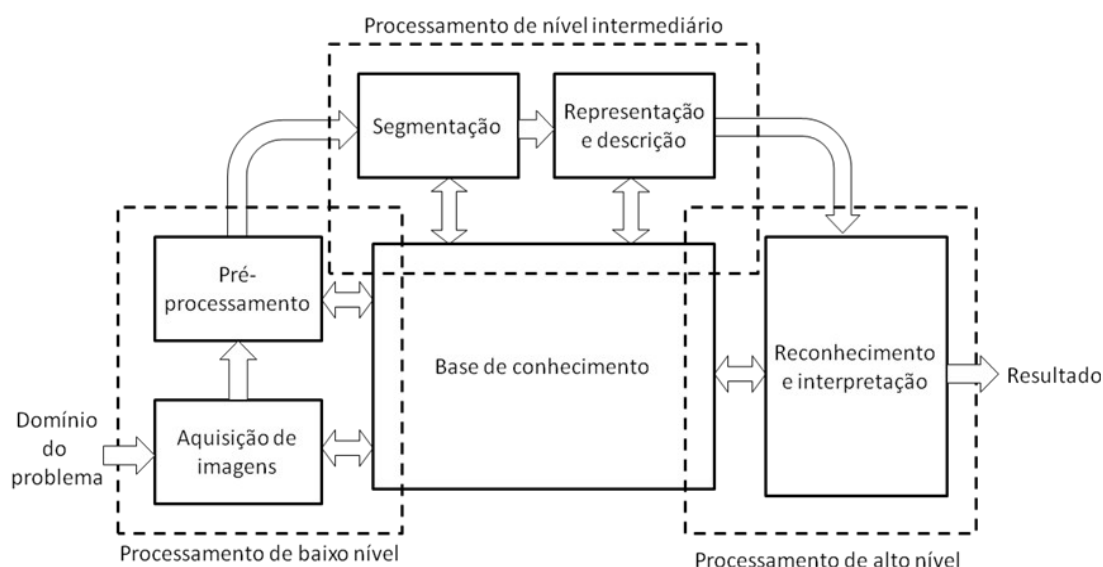 Processamento de nível intermediário
Segmentação
Representação
e descrição
Pré-
processamento
Base de conhecimento
Reconhecimento
e interpretação
Resultado
Domínio
do
problema
Aquisição de
imagens
Processamento de baixo nível
Processamento de alto nível